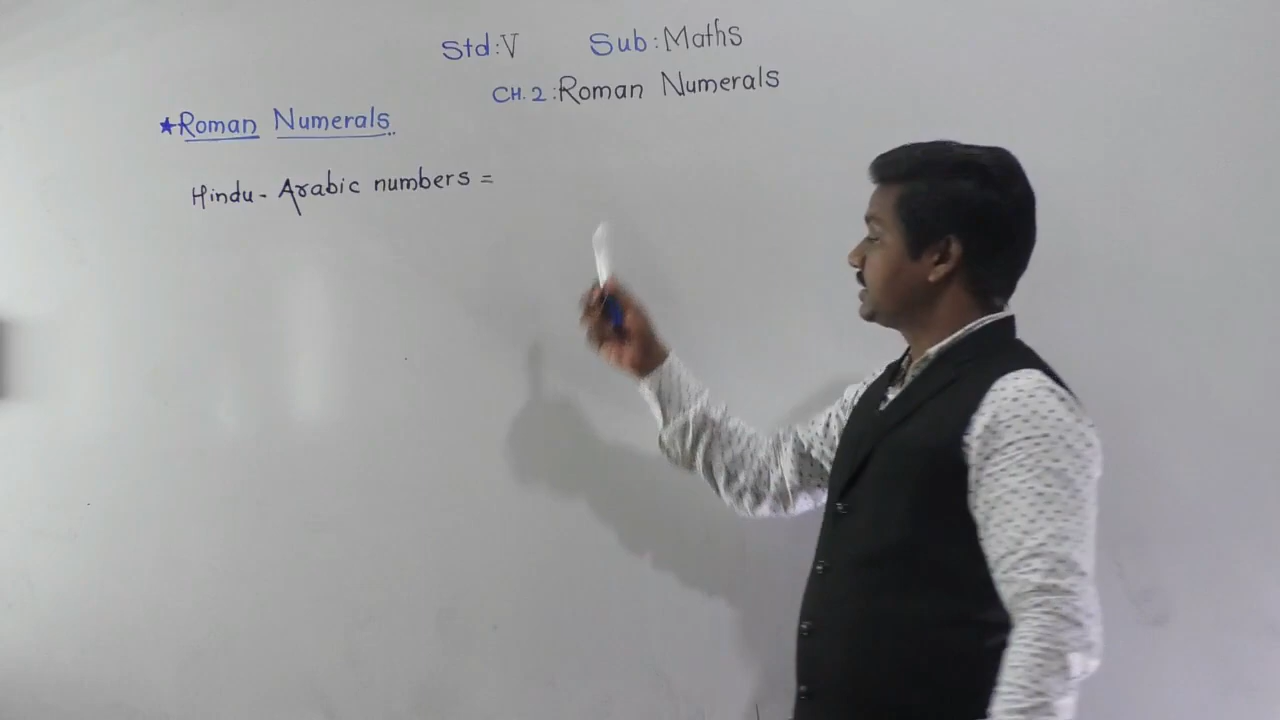 Std: V Sub: Maths
CH. 2: Roman Numerals
★Roman Numerals..
Hindu-Arabic numbers =